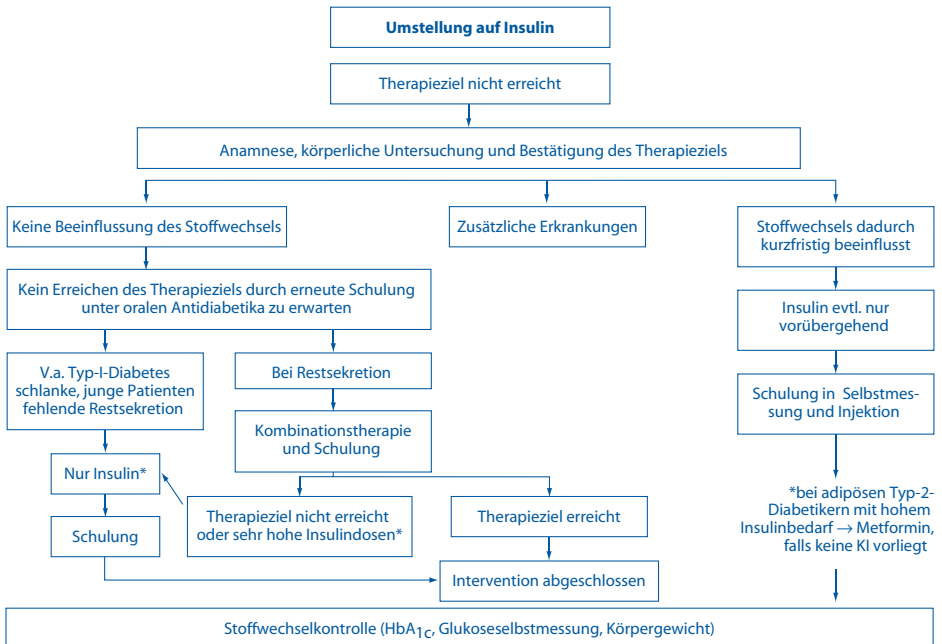 Umstellung auf Insulin
Therapieziel nicht erreicht
Anamnese, körperliche Untersuchung und Bestätigung des Therapieziels
Keine Beeinflussung des Stoffwechsels
Zusätzliche Erkrankungen
Stoffwechsels dadurch
kurzfristig beeinflusst
Kein Erreichen des Therapieziels durch erneute Schulung
unter oralen Antidiabetika zu erwarten
Insulin evtl. nur
vorübergehend
V.a. Typ-I-Diabetes
schlanke, junge Patienten
fehlende Restsekretion
Bei Restsekretion
Schulung in Selbstmes-
sung und Injektion
Kombinationstherapie
und Schulung
Nur Insulin*
Therapieziel nicht erreicht
oder sehr hohe Insulindosen*
Therapieziel erreicht
*bei adipösen Typ-2-
Diabetikern mit hohem
Insulinbedarf → Metformin,
falls keine KI vorliegt
Schulung
Intervention abgeschlossen
Stoffwechselkontrolle (HbA1c, Glukoseselbstmessung, Körpergewicht)